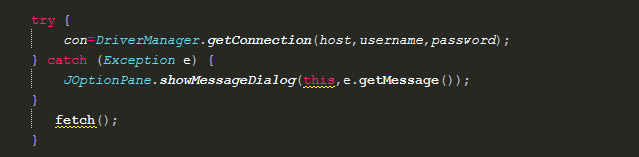 try {
con=DriverManager.getConnection(host,username,password);
} catch (Exception e) {
JOptionPane.showMessageDialog(this,e.getMessage());
}
fetch();
}